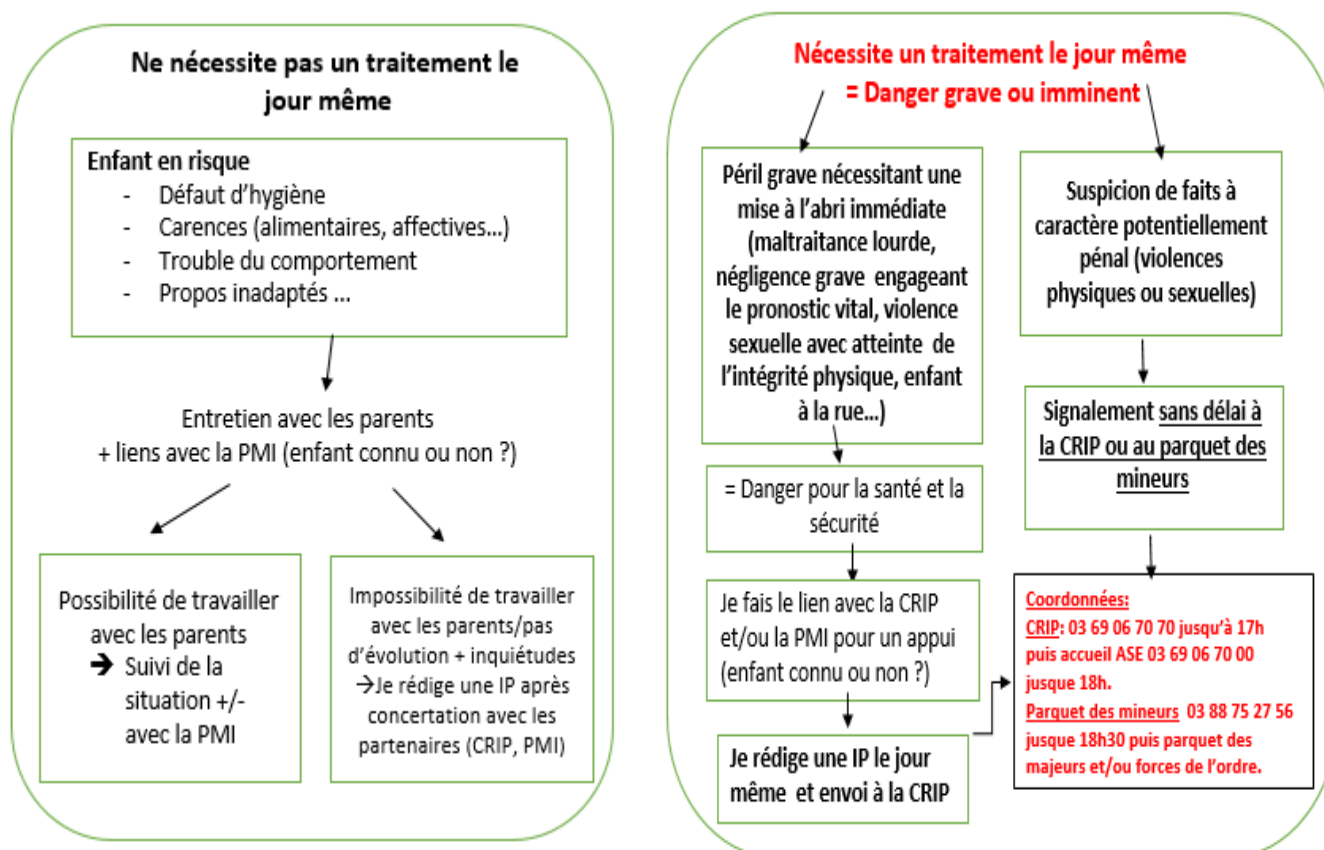 Ne nécessite pas un traitement le
jour même
Enfant en risque
- Défaut d’hygiène
- Carences (alimentaires, affectives…)
- Trouble du comportement
- Propos inadaptés …
Entretien avec les parents
+ liens avec la PMI (enfant connu ou non ?)
Possibilité de travailler
avec les parents
➔ Suivi de la
situation +/-
avec la PMI
Impossibilité de travailler
avec les parents/pas
d’évolution + inquiétudes
→Je rédige une IP après
concertation avec les
partenaires (CRIP, PMI)
Nécessite un traitement le jour même
= Danger grave ou imminent
Péril grave nécessitant une
mise à l’abri immédiate
(maltraitance lourde,
négligence grave engageant
le pronostic vital, violence
sexuelle avec atteinte de
l’intégrité physique, enfant
à la rue…)
= Danger pour la santé et la
sécurité
Je fais le lien avec la CRIP
et/ou la PMI pour un appui
(enfant connu ou non ?)
Je rédige une IP le jour
même et envoi à la CRIP
Suspicion de faits à
caractère potentiellement
pénal (violences
physiques ou sexuelles)
Signalement sans délai à
la CRIP ou au parquet des
mineurs
Coordonnées:
CRIP: 03 69 06 70 70 jusqu’à 17h
puis accueil ASE 03 69 06 70 00
jusque 18h.
Parquet des mineurs 03 88 75 27 56
jusque 18h30 puis parquet des
majeurs et/ou forces de l’ordre.